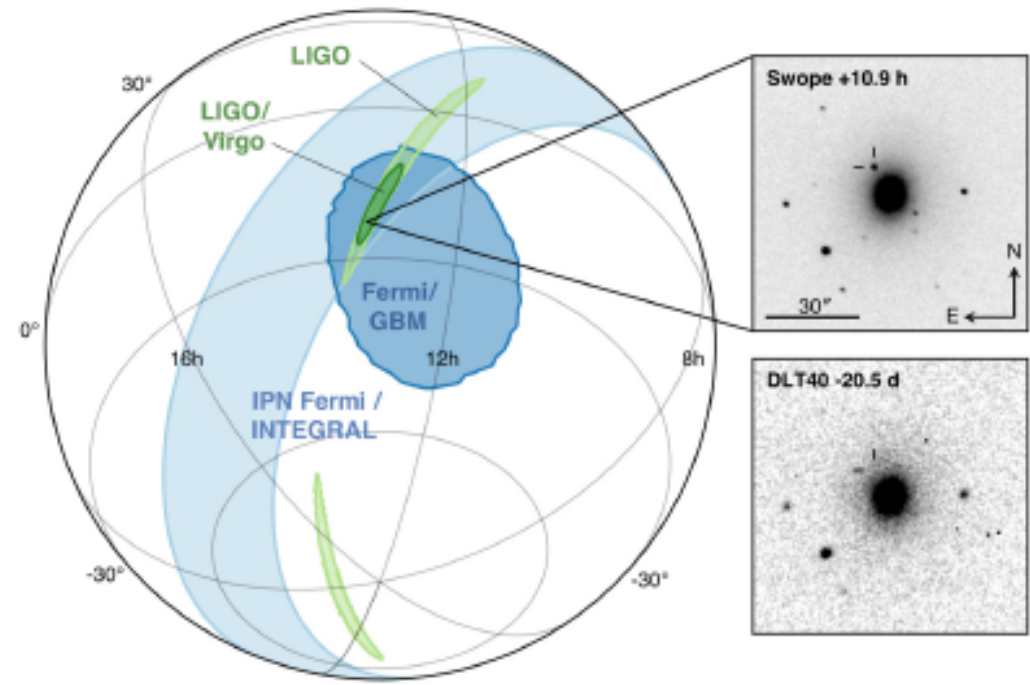 LIGO
LIGO/
Virgo
30°
0°
-30°
-30°
16h
12h
8h
Fermi/
GBM
IPN Fermi /
INTEGRAL
Swope +10.9 h
30"
N
E
DLT40 -20.5 d